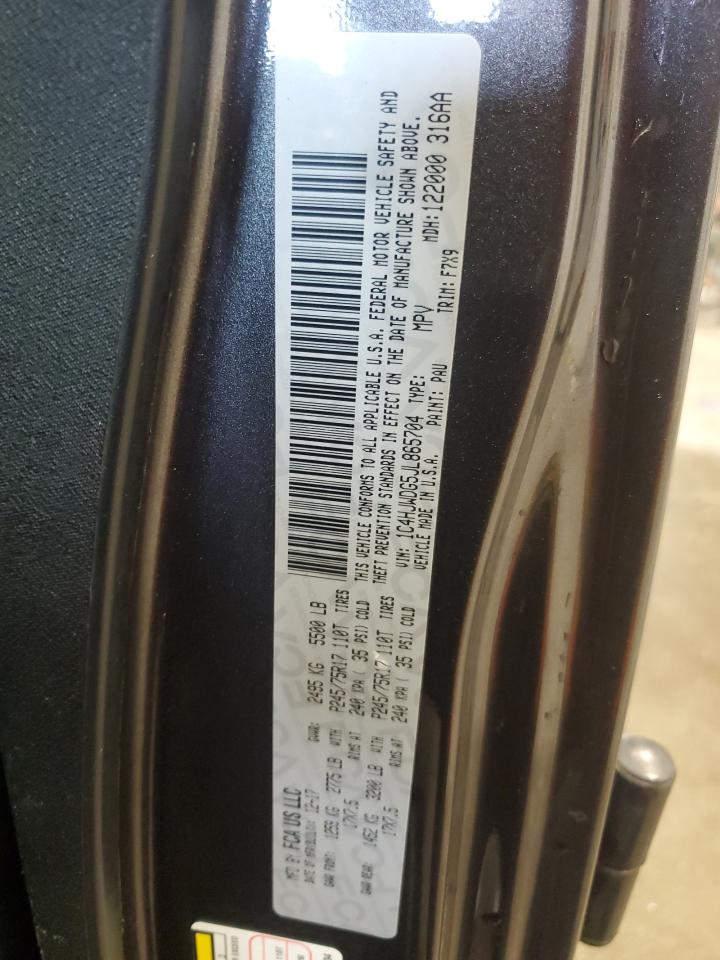 MFD BY: FCA US LLC
DATE OF MFR: 12-17 GVWR: 2495 KG 5500 LB
GAWR FRONT: 1259 KG 2775 LB WITH P245/75R17 110T TIRES
17X7.5 RIMS AT 240 KPA ( 35 PSI) COLD
GAWR REAR: 1452 KG 3200 LB WITH P245/75R17 110T TIRES
17X7.5 RIMS AT 240 KPA ( 35 PSI) COLD
THIS VEHICLE CONFORMS TO ALL APPLICABLE U.S.A. FEDERAL MOTOR VEHICLE SAFETY AND
THEFT PREVENTION STANDARDS IN EFFECT ON THE DATE OF MANUFACTURE SHOWN ABOVE.
VIN: 1C4HJWDG5JL865704 TYPE: MPV MDH: 122000 316AA
VEHICLE MADE IN U.S.A. PAINT: PAU TRIM: F7X9